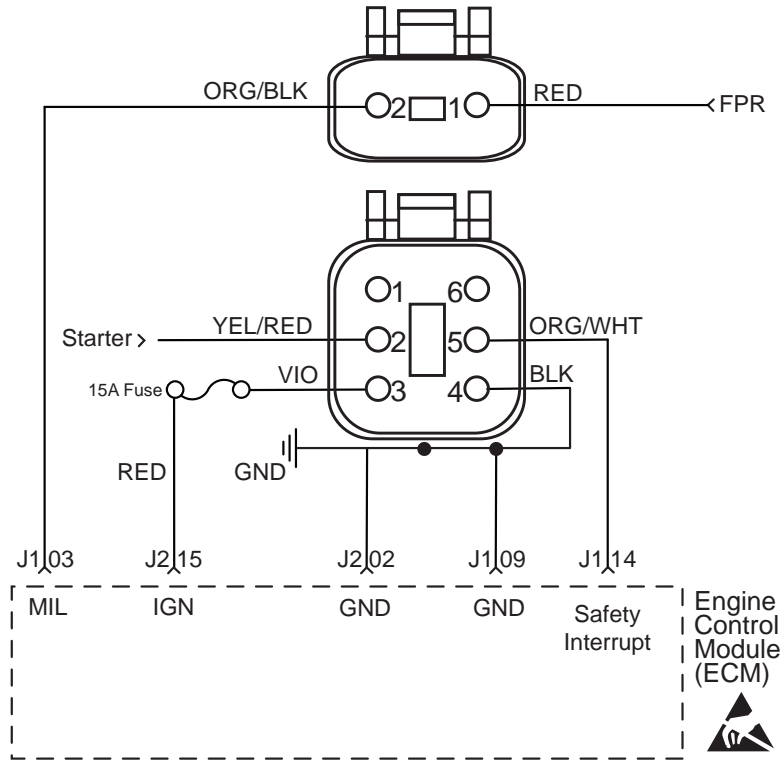 ORG/BLK
2
1
RED
FPR
1
6
Starter
YEL/RED
2
5
ORG/WHT
15A Fuse
VIO
3
4
BLK
RED
GND
J1 03
J2 15
J2 02
J1 09
J1 14
MIL
IGN
GND
GND
Safety
Interrupt
Engine
Control
Module
(ECM)